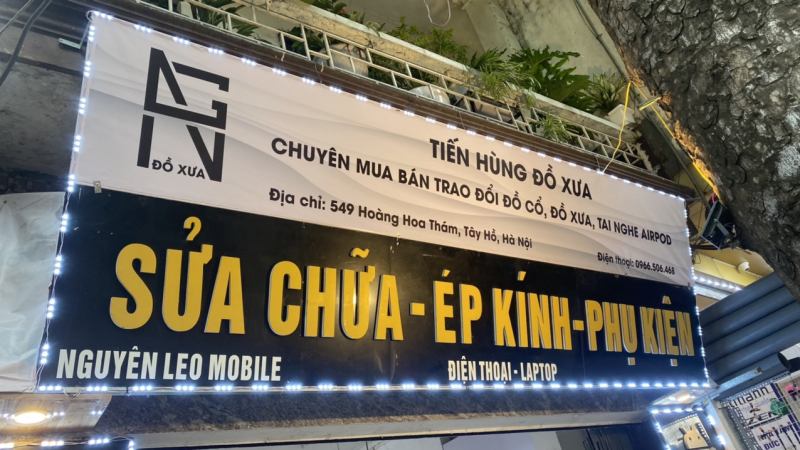 ĐỒ XƯA
TIẾN HÙNG ĐỒ XƯA
CHUYÊN MUA BÁN TRAO ĐỔI ĐỒ CỔ, ĐỒ XƯA, TAI NGHE AIRPOD
Địa chỉ: 549 Hoàng Hoa Thám, Tây Hồ, Hà Nội
Điện thoại: 0966.506.468
SỬA CHỮA - ÉP KÍNH - PHỤ KIỆN
NGUYÊN LEO MOBILE
ĐIỆN THOẠI - LAPTOP